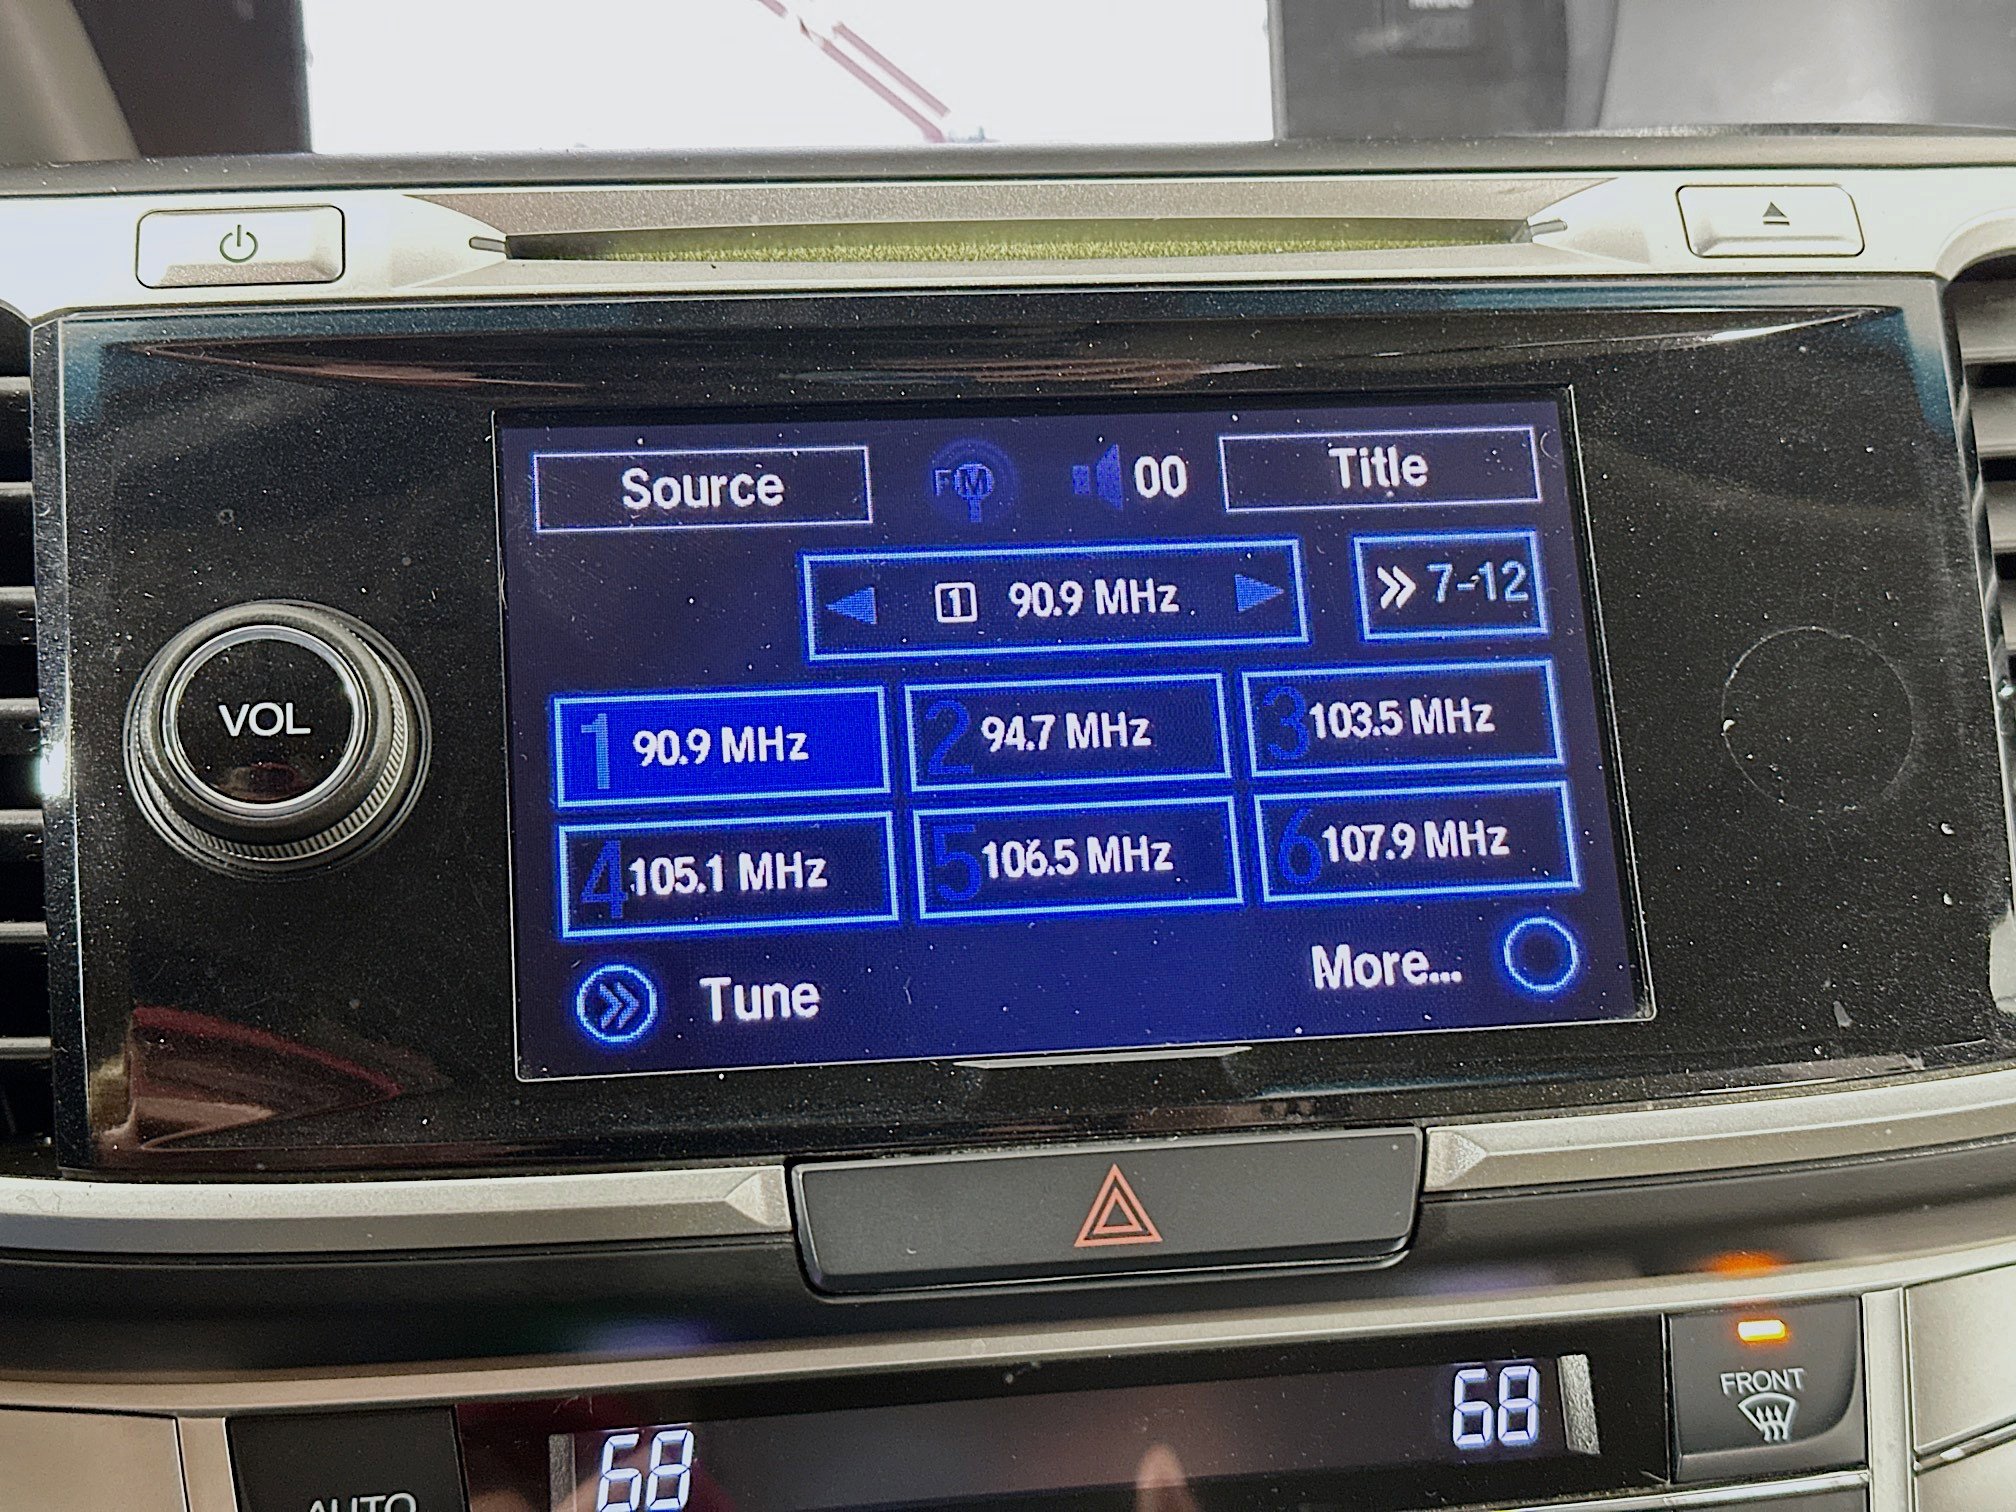 Source FM 00 Title
1 90.9 MHz
7-12
VOL
1 90.9 MHz 2 94.7 MHz 3 103.5 MHz
4 105.1 MHz 5 106.5 MHz 6 107.9 MHz
Tune More...
68 68 FRONT
AUTO